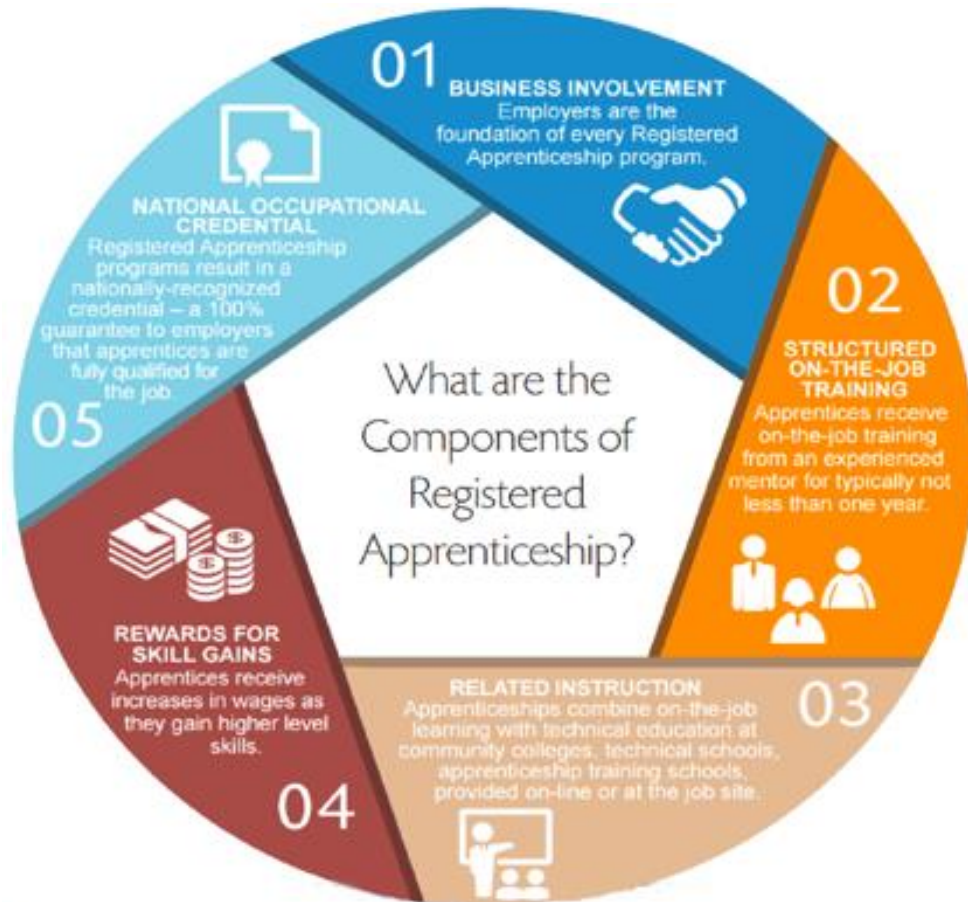 01
BUSINESS INVOLVEMENT
Employers are the
foundation of every Registered
Apprenticeship program.
02
STRUCTURED
ON-THE-JOB
TRAINING
Apprentices receive
on-the-job training
from an experienced
mentor for typically not
less than one year.
03
RELATED INSTRUCTION
Apprenticeships combine on-the-job
learning with technical education at
community colleges, technical schools,
apprenticeship training schools,
provided on-line or at the job site.
04
REWARDS FOR
SKILL GAINS
Apprentices receive
increases in wages as
they gain higher level
skills.
05
NATIONAL OCCUPATIONAL
CREDENTIAL
Registered Apprenticeship
programs result in a
nationally-recognized
credential – a 100%
guarantee to employers
that apprentices are
fully qualified for
the job.
What are the
Components of
Registered
Apprenticeship?